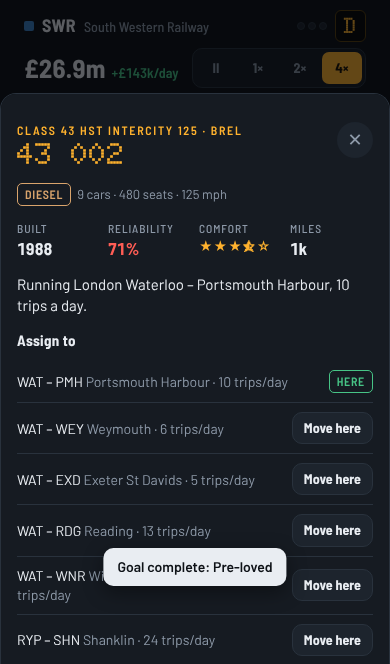 SWR South Western Railway D
£26.9m +£143k/day 1× 2× 4×
CLASS 43 HST INTERCITY 125 · BREL
43 002
DIESEL 9 cars · 480 seats · 125 mph
BUILT RELIABILITY COMFORT MILES
1988 71% 1k
Running London Waterloo – Portsmouth Harbour, 10
trips a day.
Assign to
WAT – PMH Portsmouth Harbour · 10 trips/day HERE
WAT – WEY Weymouth · 6 trips/day Move here
WAT – EXD Exeter St Davids · 5 trips/day Move here
WAT – RDG Reading · 13 trips/day Move here
Goal complete: Pre-loved
WAT – WNR Move here
trips/day
RYP – SHN Shanklin · 24 trips/day Move here